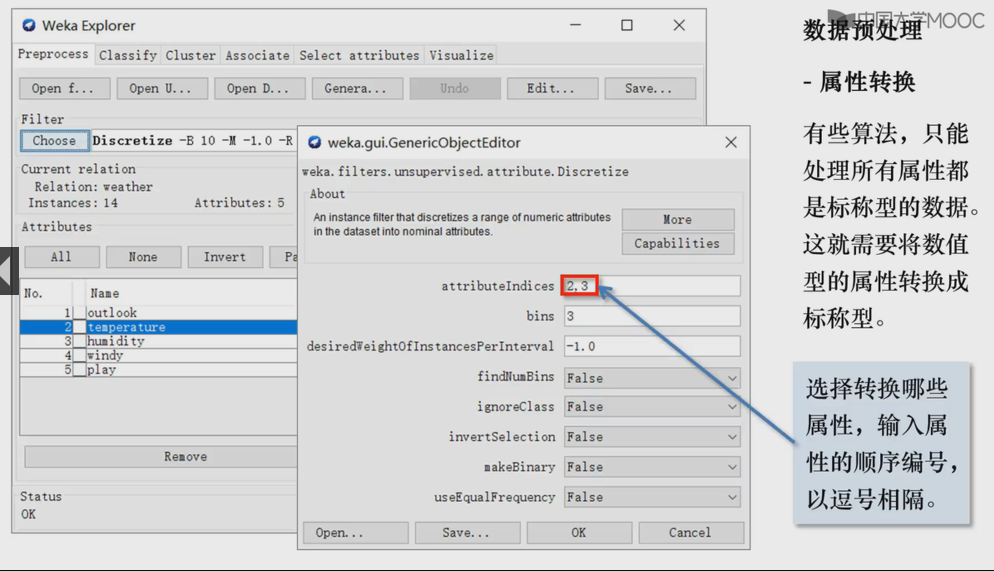 Weka Explorer
Preprocess Classify Cluster Associate Select attributes Visualize
Open f... Open U... Open D... Genera... Undo Edit... Save...
Filter
Choose Discretize -B 10 -M -1.0 -R
Current relation
Relation: weather
Instances: 14 Attributes: 5
Attributes
All None Invert Pa
No. Name
1 outlook
2 temperature
3 humidity
4 windy
5 play
Remove
Status
OK
weka.gui.GenericObjectEditor
weka.filters.unsupervised.attribute.Discretize
About
An instance filter that discretizes a range of numeric attributes
in the dataset into nominal attributes.
More
Capabilities
attributeIndices 2,3
bins 3
desiredWeightOfInstancesPerInterval -1.0
findNumBins False
ignoreClass False
invertSelection False
makeBinary False
useEqualFrequency False
Open... Save... OK Cancel
中国大学MOOC
数据预处理
- 属性转换
有些算法，只能
处理所有属性都
是标称型的数据。
这就需要将数值
型的属性转换成
标称型。
选择转换哪些
属性，输入属
性的顺序编号，
以逗号相隔。